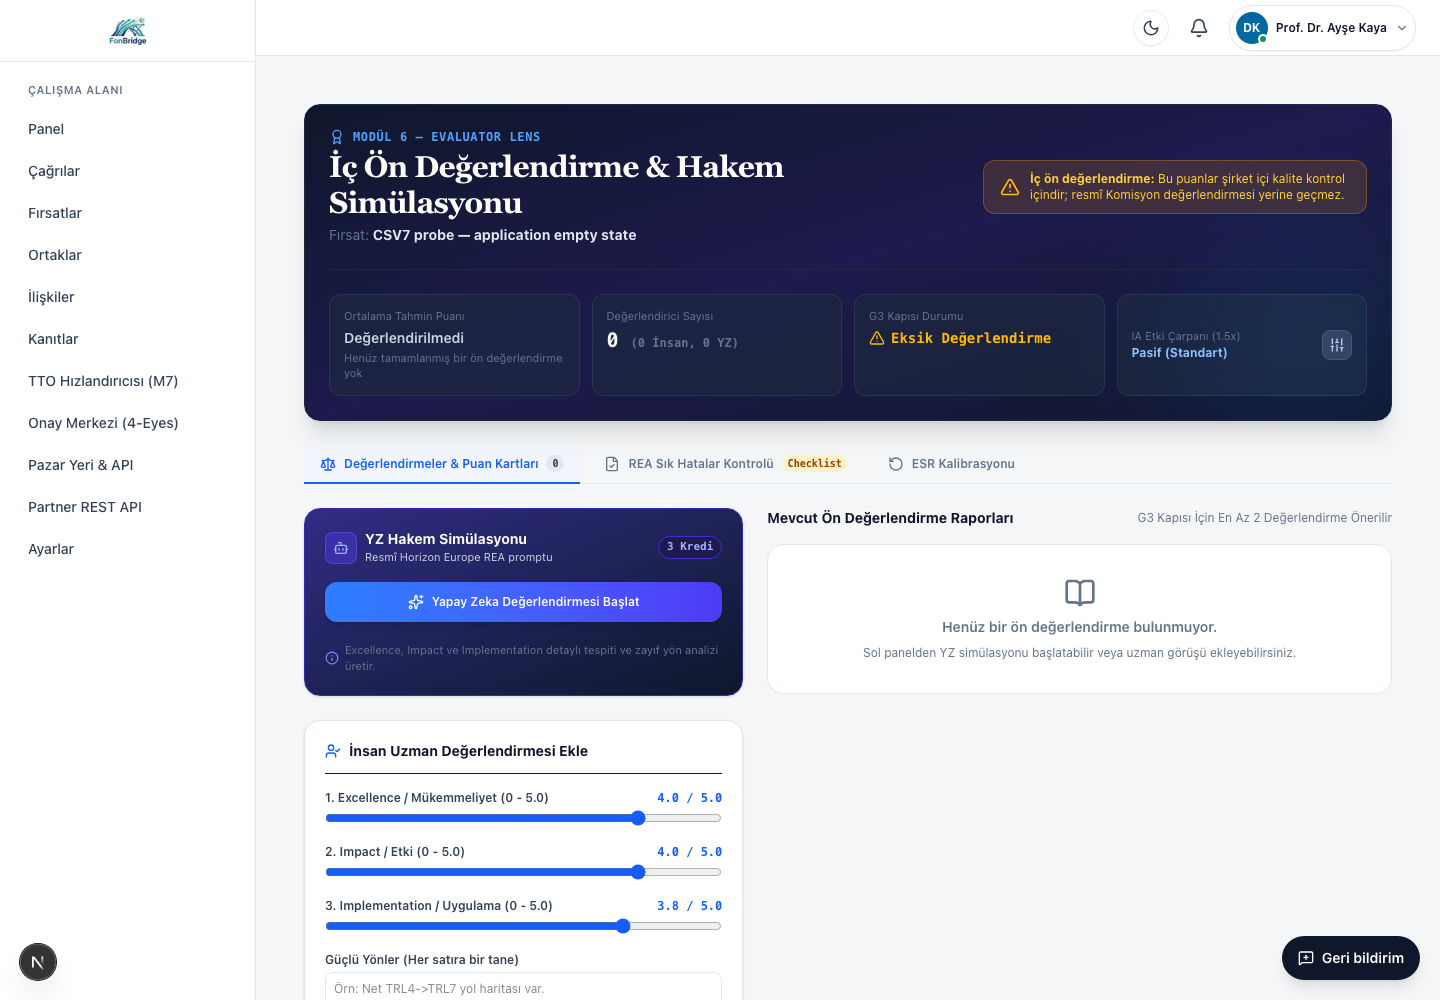 FonBridge
DK
Prof. Dr. Ayşe Kaya
ÇALIŞMA ALANI
Panel
Çağrılar
Fırsatlar
Ortaklar
İlişkiler
Kanıtlar
TTO Hızlandırıcısı (M7)
Onay Merkezi (4-Eyes)
Pazar Yeri & API
Partner REST API
Ayarlar
MODÜL 6 — EVALUATOR LENS
İç Ön Değerlendirme & Hakem
Simülasyonu
Fırsat: CSV7 probe — application empty state
İç ön değerlendirme: Bu puanlar şirket içi kalite kontrol
içindir; resmî Komisyon değerlendirmesi yerine geçmez.
Ortalama Tahmin Puanı
Değerlendirilmedi
Henüz tamamlanmış bir ön değerlendirme
yok
Değerlendirici Sayısı
0 (0 İnsan, 0 YZ)
G3 Kapısı Durumu
Eksik Değerlendirme
IA Etki Çarpanı (1.5x)
Pasif (Standart)
Değerlendirmeler & Puan Kartları 0
REA Sık Hatalar Kontrolü Checklist
ESR Kalibrasyonu
YZ Hakem Simülasyonu
Resmî Horizon Europe REA promptu
3 Kredi
Yapay Zeka Değerlendirmesi Başlat
Excellence, Impact ve Implementation detaylı tespiti ve zayıf yön analizi
üretir.
Mevcut Ön Değerlendirme Raporları
G3 Kapısı İçin En Az 2 Değerlendirme Önerilir
Henüz bir ön değerlendirme bulunmuyor.
Sol panelden YZ simülasyonu başlatabilir veya uzman görüşü ekleyebilirsiniz.
İnsan Uzman Değerlendirmesi Ekle
1. Excellence / Mükemmeliyet (0 - 5.0) 4.0 / 5.0
2. Impact / Etki (0 - 5.0) 4.0 / 5.0
3. Implementation / Uygulama (0 - 5.0) 3.8 / 5.0
Güçlü Yönler (Her satıra bir tane)
Örn: Net TRL4->TRL7 yol haritası var.
N
Geri bildirim